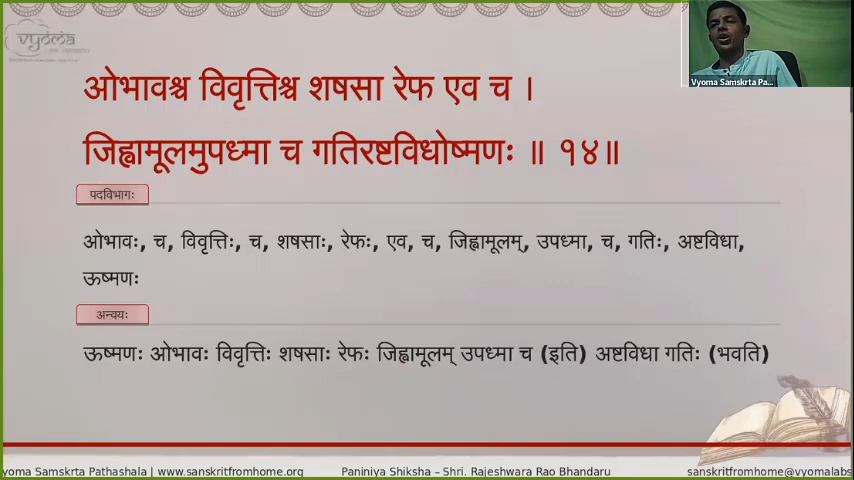 vyoma
Vyoma Samskrta Pa...
ओभावश्च विवृत्तिश्च शषसा रेफ एव च ।
जिह्वामूलमुपध्मा च गतिरष्टविधोष्मणः ॥ १४॥
पदविभागः
ओभावः, च, विवृत्तिः, च, शषसाः, रेफः, एव, च, जिह्वामूलम्, उपध्मा, च, गतिः, अष्टविधा,
ऊष्मणः
अन्वयः
ऊष्मणः ओभावः विवृत्तिः शषसाः रेफः जिह्वामूलम् उपध्मा च (इति) अष्टविधा गतिः (भवति)
yoma Samskrta Pathashala | www.sanskritfromhome.org Paniniya Shiksha – Shri. Rajeshwara Rao Bhandaru sanskritfromhome@vyomalabs